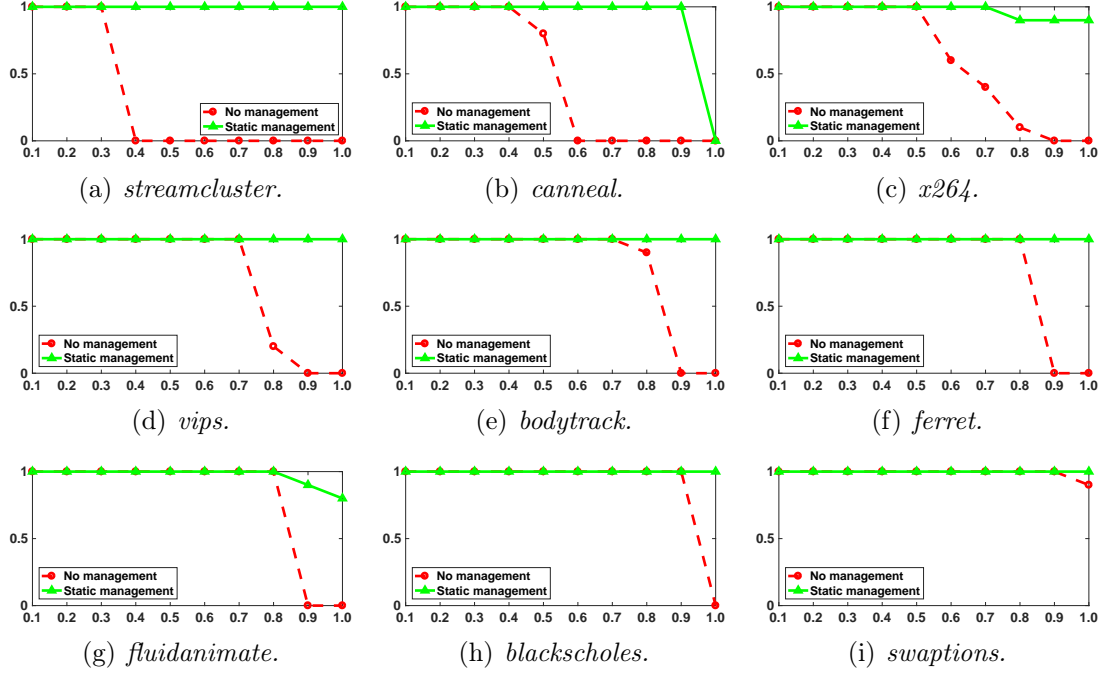 1 1 1
0.5 0.5 0.5
No management No management No management
Static management Static management Static management
0 0 0
0.1 0.2 0.3 0.4 0.5 0.6 0.7 0.8 0.9 1.0 0.1 0.2 0.3 0.4 0.5 0.6 0.7 0.8 0.9 1.0 0.1 0.2 0.3 0.4 0.5 0.6 0.7 0.8 0.9 1.0
(a) streamcluster. (b) canneal. (c) x264.
1 1 1
0.5 0.5 0.5
No management No management No management
Static management Static management Static management
0 0 0
0.1 0.2 0.3 0.4 0.5 0.6 0.7 0.8 0.9 1.0 0.1 0.2 0.3 0.4 0.5 0.6 0.7 0.8 0.9 1.0 0.1 0.2 0.3 0.4 0.5 0.6 0.7 0.8 0.9 1.0
(d) vips. (e) bodytrack. (f) ferret.
1 1 1
0.5 0.5 0.5
No management No management No management
Static management Static management Static management
0 0 0
0.1 0.2 0.3 0.4 0.5 0.6 0.7 0.8 0.9 1.0 0.1 0.2 0.3 0.4 0.5 0.6 0.7 0.8 0.9 1.0 0.1 0.2 0.3 0.4 0.5 0.6 0.7 0.8 0.9 1.0
(g) fluidanimate. (h) blackscholes. (i) swaptions.